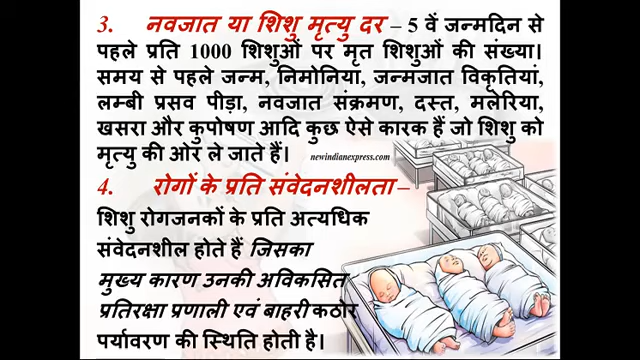 3. नवजात या शिशु मृत्यु दर – 5 वें जन्मदिन से
पहले प्रति 1000 शिशुओं पर मृत शिशुओं की संख्या।
समय से पहले जन्म, निमोनिया, जन्मजात विकृतियां,
लम्बी प्रसव पीड़ा, नवजात संक्रमण, दस्त, मलेरिया,
खसरा और कुपोषण आदि कुछ ऐसे कारक हैं जो शिशु को
मृत्यु की ओर ले जाते हैं।
newindianexpress.com
4. रोगों के प्रति संवेदनशीलता –
शिशु रोगजनकों के प्रति अत्यधिक
संवेदनशील होते हैं जिसका
मुख्य कारण उनकी अविकसित
प्रतिरक्षा प्रणाली एवं बाहरी कठोर
पर्यावरण की स्थिति होती है।